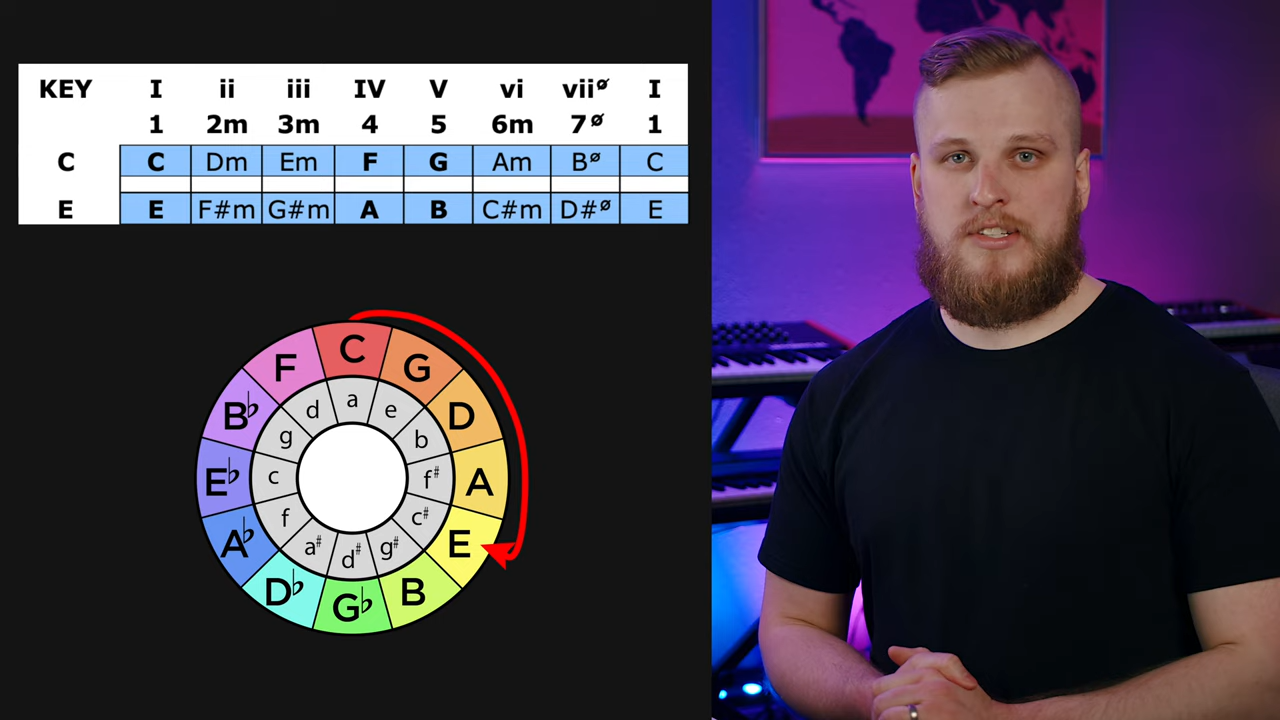 KEY I ii iii IV V vi viiø I
1 2m 3m 4 5 6m 7ø 1
C C Dm Em F G Am Bø C
E E F#m G#m A B C#m D#ø E
C
G
D
A
E
B
G♭
D♭
A♭
E♭
B♭
F
a
e
b
f#
c#
g#
d#
a#
f
c
g
d